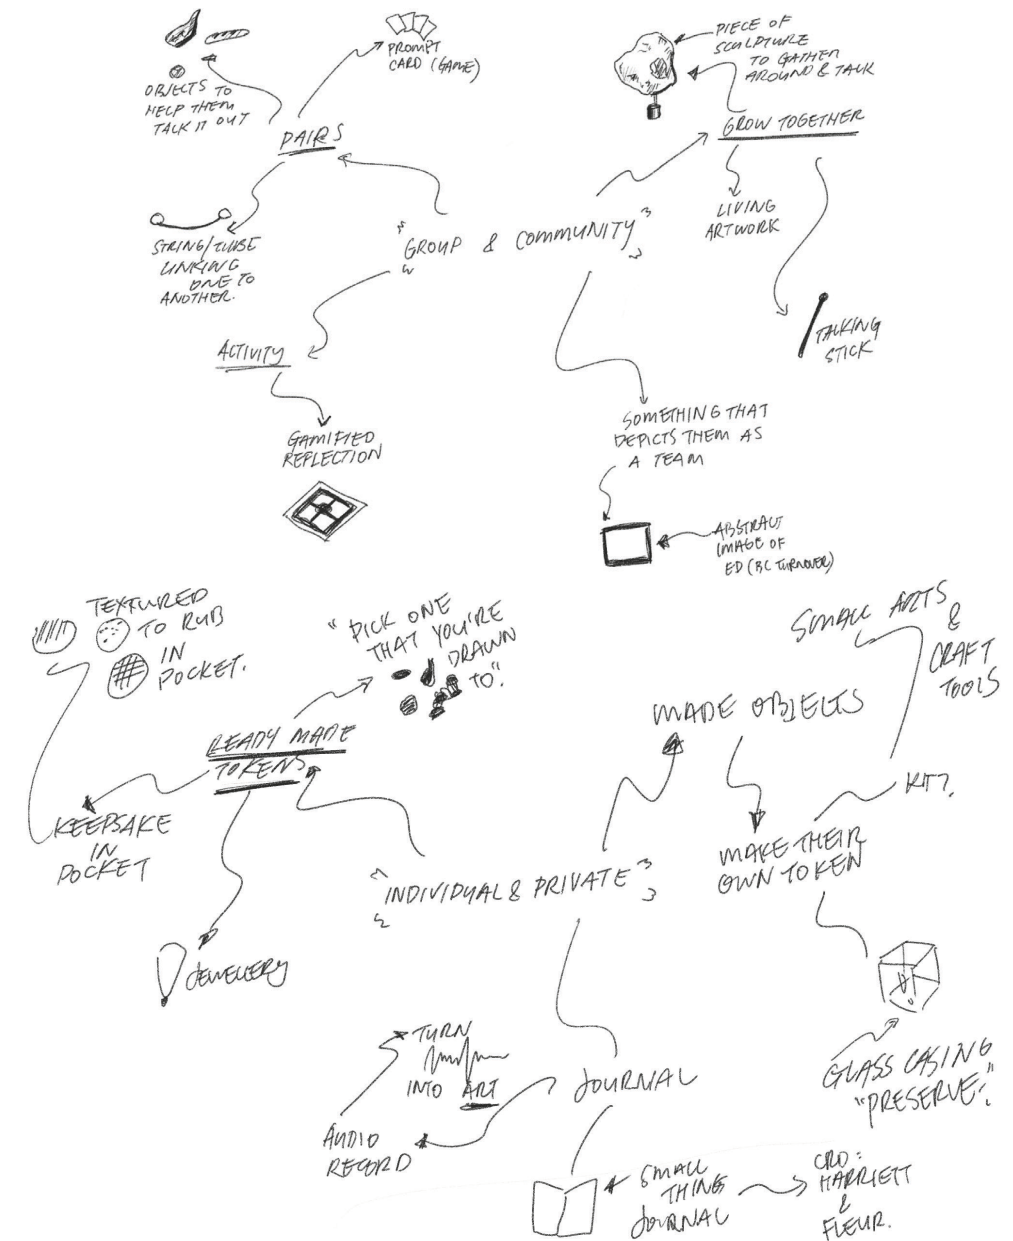 PROMPT
CARD (GAME)
OBJECTS TO
HELP THEM
TALK IT OUT
PAIRS
STRING/TUBE
LINKING
ONE TO
ANOTHER.
PIECE OF
SCULPTURE
TO GATHER
AROUND & TALK
GROW TOGETHER
LIVING
ARTWORK
TALKING
STICK
"GROUP & COMMUNITY"
ACTIVITY
GAMIFIED
REFLECTION
SOMETHING THAT
DEPICTS THEM AS
A TEAM
ABSTRACT
IMAGE OF
ED (BC TURNOVER)
TEXTURED
TO RUB
IN
POCKET.
"PICK ONE
THAT YOU'RE
DRAWN
TO".
READY MADE
TOKENS
KEEPSAKE
IN
POCKET
JEWELLERY
SMALL ARTS
&
CRAFT
TOOLS
MADE OBJECTS
KIT?
MAKE THEIR
OWN TOKEN
GLASS CASING
"PRESERVE?"
"INDIVIDUAL & PRIVATE"
TURN
INTO ART
AUDIO
RECORD
JOURNAL
SMALL
THING
JOURNAL
CRD:
HARRIETT
&
FLEUR.